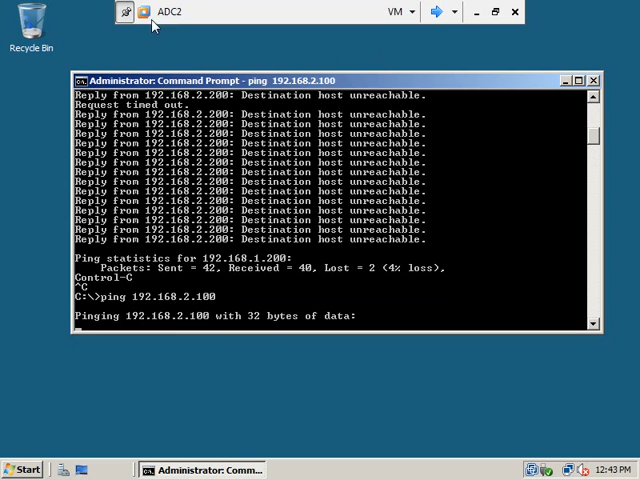 ADC2
VM
Recycle Bin
Administrator: Command Prompt - ping 192.168.2.100
Reply from 192.168.2.200: Destination host unreachable.
Request timed out.
Reply from 192.168.2.200: Destination host unreachable.
Reply from 192.168.2.200: Destination host unreachable.
Reply from 192.168.2.200: Destination host unreachable.
Reply from 192.168.2.200: Destination host unreachable.
Reply from 192.168.2.200: Destination host unreachable.
Reply from 192.168.2.200: Destination host unreachable.
Reply from 192.168.2.200: Destination host unreachable.
Reply from 192.168.2.200: Destination host unreachable.
Reply from 192.168.2.200: Destination host unreachable.
Reply from 192.168.2.200: Destination host unreachable.
Reply from 192.168.2.200: Destination host unreachable.
Reply from 192.168.2.200: Destination host unreachable.
Reply from 192.168.2.200: Destination host unreachable.
Reply from 192.168.2.200: Destination host unreachable.
Ping statistics for 192.168.1.200:
Packets: Sent = 42, Received = 40, Lost = 2 (4% loss),
Control-C
^C
C:\>ping 192.168.2.100
Pinging 192.168.2.100 with 32 bytes of data:
Start
Administrator: Comm...
12:43 PM